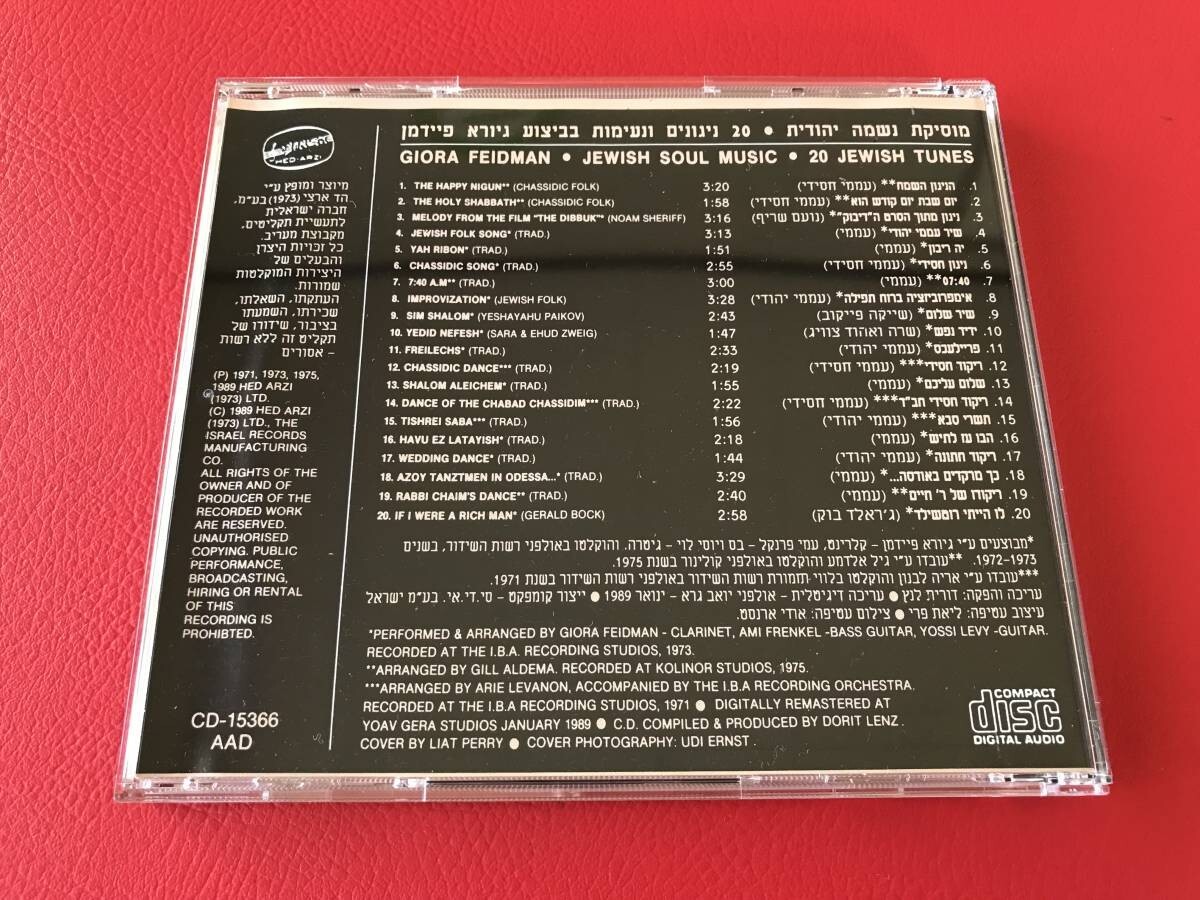 HED-ARZI
מיוצר ומופץ ע״י
הד ארצי (1973) בע״מ,
חברה ישראלית
לתעשיית תקליטים,
מקבוצת מעריב.
כל זכויות היצרן
והבעלים של
היצירות המוקלטות
שמורות.
העתקתו, השאלתו,
שכירתו, השמעתו
בציבור, שידורו של
תקליט זה ללא רשות
– אסורים
(P) 1971, 1973, 1975,
1989 HED ARZI
(1973) LTD.
(C) 1989 HED ARZI
(1973) LTD., THE
ISRAEL RECORDS
MANUFACTURING
CO.
ALL RIGHTS OF THE
OWNER AND OF
PRODUCER OF THE
RECORDED WORK
ARE RESERVED.
UNAUTHORISED
COPYING. PUBLIC
PERFORMANCE,
BROADCASTING,
HIRING OR RENTAL
OF THIS
RECORDING IS
PROHIBTED.
CD-15366
AAD
מוסיקת נשמה יהודית • 20 ניגונים ונעימות בביצוע גיורא פיידמן
GIORA FEIDMAN • JEWISH SOUL MUSIC • 20 JEWISH TUNES
1. THE HAPPY NIGUN** (CHASSIDIC FOLK) 3:20 1. הניגון השמח** (עממי חסידי)
2. THE HOLY SHABBATH** (CHASSIDIC FOLK) 1:58 2. יום שבת יום קודש הוא** (עממי חסידי)
3. MELODY FROM THE FILM "THE DIBBUK"* (NOAM SHERIFF) 3:16 3. ניגון מתוך הסרט ה"דיבוק"* (נועם שריף)
4. JEWISH FOLK SONG* (TRAD.) 3:13 4. שיר עממי יהודי* (עממי)
5. YAH RIBON* (TRAD.) 1:51 5. יה ריבון* (עממי)
6. CHASSIDIC SONG* (TRAD.) 2:55 6. ניגון חסידי* (עממי חסידי)
7. 7:40 A.M** (TRAD.) 3:00 7. 07:40** (עממי)
8. IMPROVIZATION* (JEWISH FOLK) 3:28 8. אימפרוביזציה ברוח תפילה* (עממי יהודי)
9. SIM SHALOM* (YESHAYAHU PAIKOV) 2:43 9. שיר שלום* (שייקה פייקוב)
10. YEDID NEFESH* (SARA & EHUD ZWEIG) 1:47 10. ידיד נפש* (שרה ואהוד צוויג)
11. FREILECHS* (TRAD.) 2:33 11. פריילעכס* (עממי יהודי)
12. CHASSIDIC DANCE*** (TRAD.) 2:19 12. ריקוד חסידי*** (עממי חסידי)
13. SHALOM ALEICHEM* (TRAD.) 1:55 13. שלום עליכם* (עממי)
14. DANCE OF THE CHABAD CHASSIDIM*** (TRAD.) 2:22 14. ריקוד חסידי חב"ד*** (עממי חסידי)
15. TISHREI SABA*** (TRAD.) 1:56 15. תשרי סבא*** (עממי יהודי)
16. HAVU EZ LATAYISH* (TRAD.) 2:18 16. הבו עז לתיש* (עממי)
17. WEDDING DANCE* (TRAD.) 1:44 17. ריקוד חתונה* (עממי יהודי)
18. AZOY TANZTMEN IN ODESSA...* (TRAD.) 3:29 18. כך מרקדים באודסה...* (עממי)
19. RABBI CHAIM'S DANCE** (TRAD.) 2:40 19. ריקודו של ר' חיים** (עממי)
20. IF I WERE A RICH MAN* (GERALD BOCK) 2:58 20. לו הייתי רוטשילד* (ג'ראלד בוק)
*מבוצעים ע״י גיורא פיידמן – קלרינט, עמי פרנקל – בס ויוסי לוי – גיטרה. והוקלטו באולפני רשות השידור, בשנים
1972-1973. **עובדו ע״י גיל אלדמע והוקלטו באולפני קולינור בשנת 1975.
***עובדו ע״י אריה לבנון והוקלטו בלווי תזמורת רשות השידור באולפני רשות השידור בשנת 1971.
עריכה והפקה: דורית לנץ • עריכה דיגיטלית – אולפני יואב גרא – ינואר 1989 • ייצור קומפקט – סי.די.אי. בע״מ ישראל
עיצוב עטיפה: ליאת פרי • צילום עטיפה: אודי ארנסט.
*PERFORMED & ARRANGED BY GIORA FEIDMAN - CLARINET, AMI FRENKEL -BASS GUITAR, YOSSI LEVY -GUITAR.
RECORDED AT THE I.B.A. RECORDING STUDIOS, 1973.
**ARRANGED BY GILL ALDEMA. RECORDED AT KOLINOR STUDIOS, 1975.
***ARRANGED BY ARIE LEVANON, ACCOMPANIED BY THE I.B.A RECORDING ORCHESTRA.
RECORDED AT THE I.B.A RECORDING STUDIOS, 1971 • DIGITALLY REMASTERED AT
YOAV GERA STUDIOS JANUARY 1989 • C.D. COMPILED & PRODUCED BY DORIT LENZ.
COVER BY LIAT PERRY • COVER PHOTOGRAPHY: UDI ERNST.
COMPACT
disc
DIGITAL AUDIO